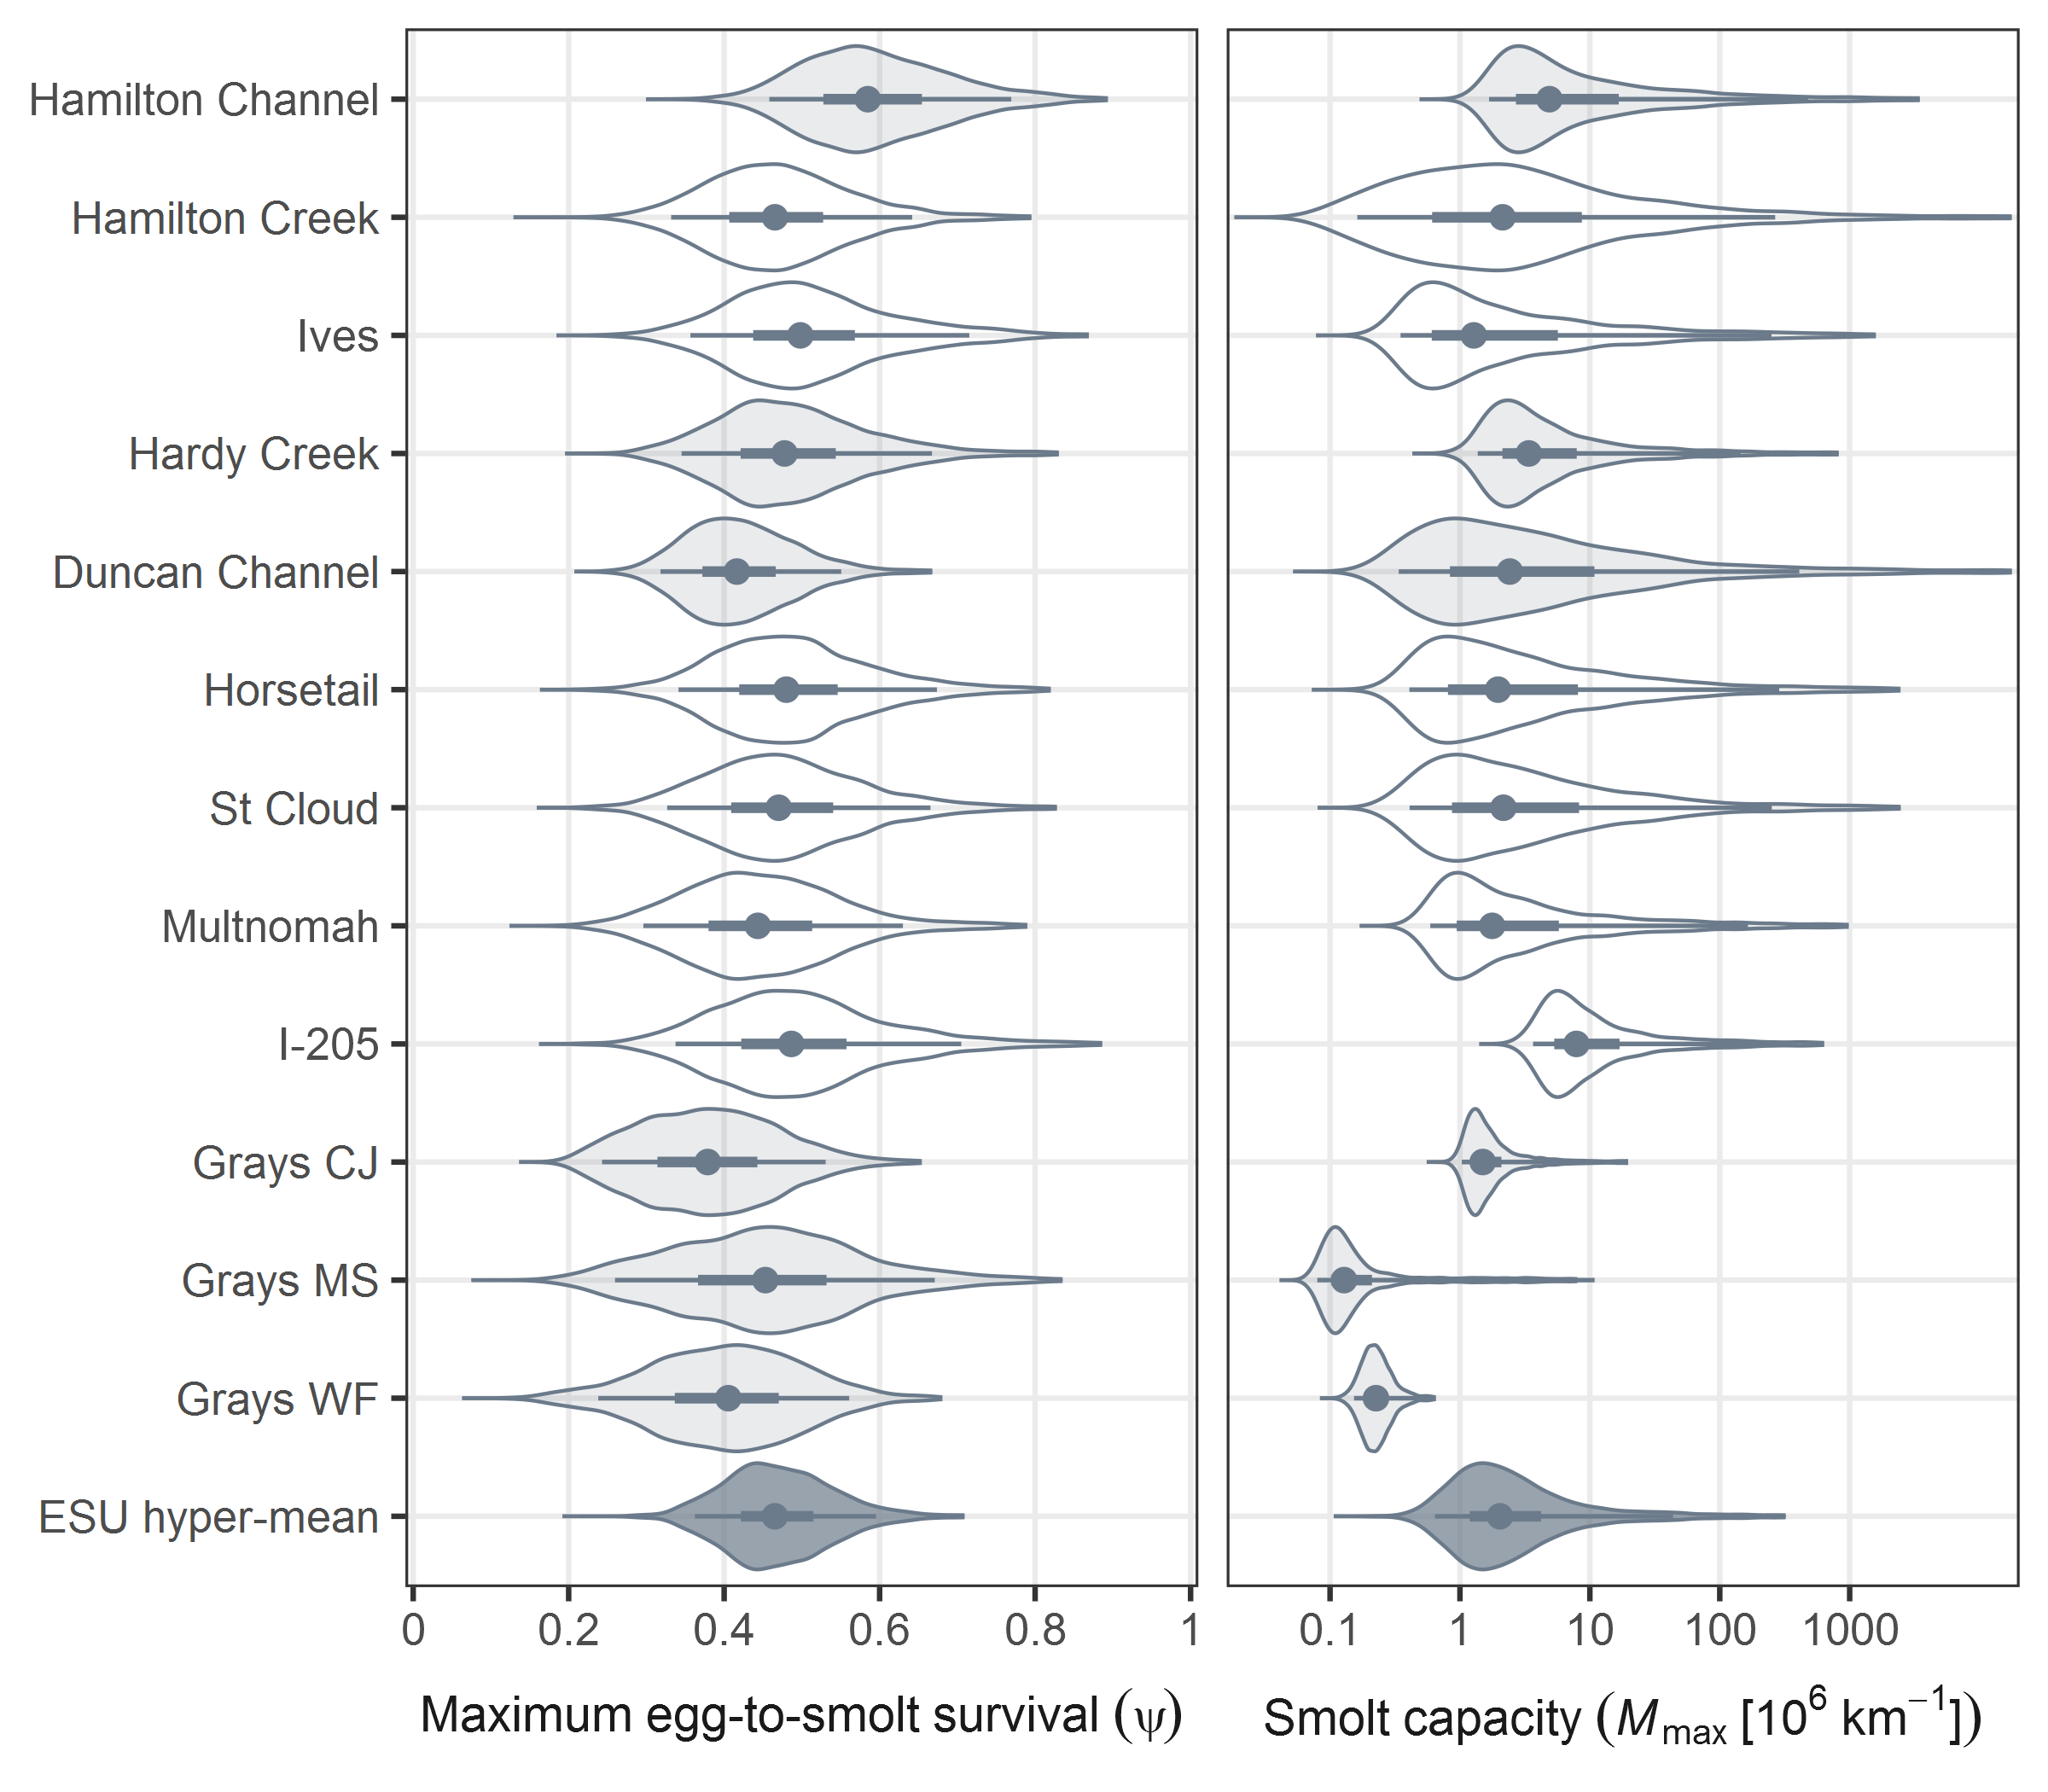 Hamilton Channel
Hamilton Creek
Ives
Hardy Creek
Duncan Channel
Horsetail
St Cloud
Multnomah
I-205
Grays CJ
Grays MS
Grays WF
ESU hyper-mean
0 0.2 0.4 0.6 0.8 1
0.1 1 10 100 1000
Maximum egg-to-smolt survival (ψ)
Smolt capacity (Mmax [10⁶ km⁻¹])